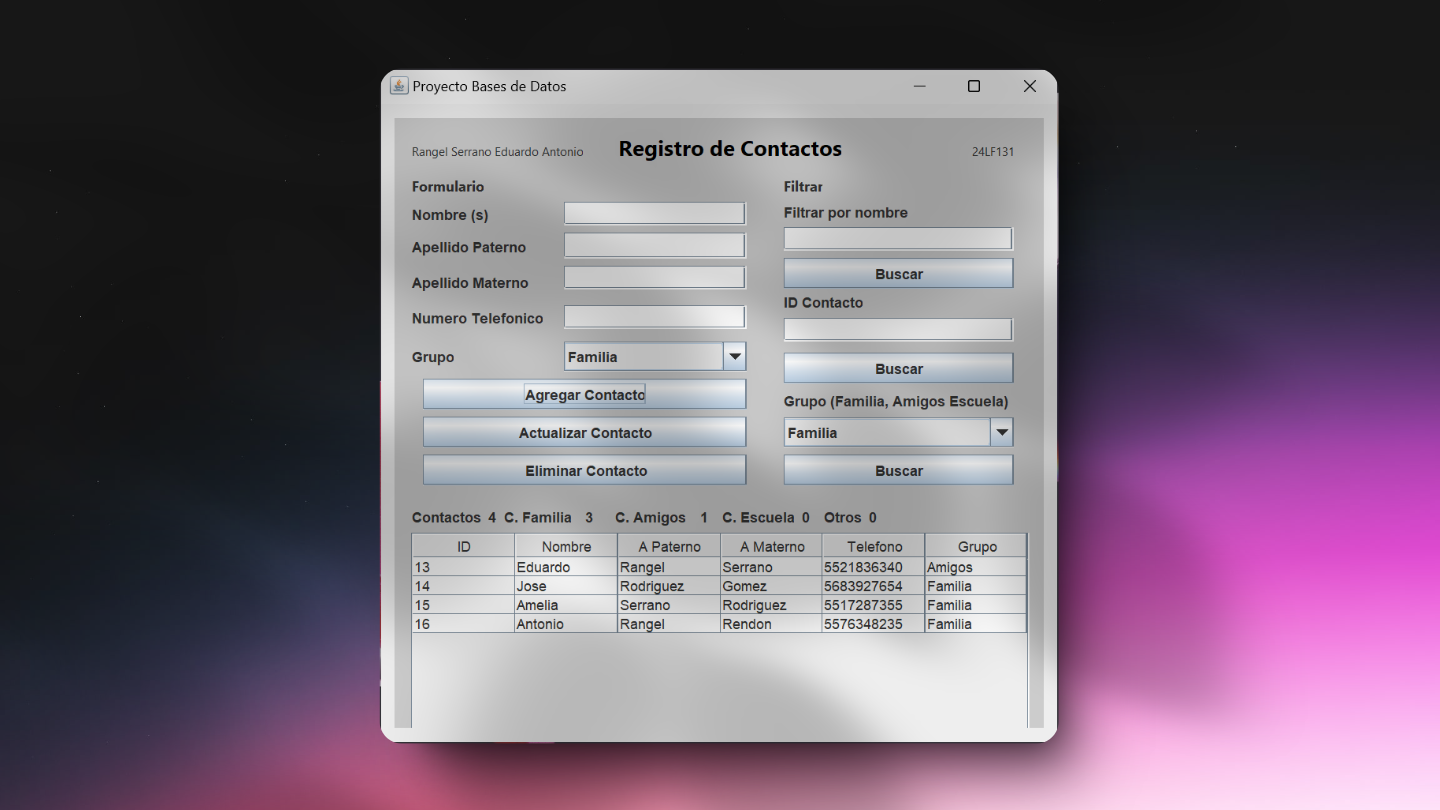 Proyecto Bases de Datos
Rangel Serrano Eduardo Antonio Registro de Contactos 24LF131
Formulario
Nombre (s)
Apellido Paterno
Apellido Materno
Numero Telefonico
Grupo Familia
Agregar Contacto
Actualizar Contacto
Eliminar Contacto
Filtrar
Filtrar por nombre
Buscar
ID Contacto
Buscar
Grupo (Familia, Amigos Escuela)
Familia
Buscar
Contactos 4 C. Familia 3 C. Amigos 1 C. Escuela 0 Otros 0
ID Nombre A Paterno A Materno Telefono Grupo
13 Eduardo Rangel Serrano 5521836340 Amigos
14 Jose Rodriguez Gomez 5683927654 Familia
15 Amelia Serrano Rodriguez 5517287355 Familia
16 Antonio Rangel Rendon 5576348235 Familia